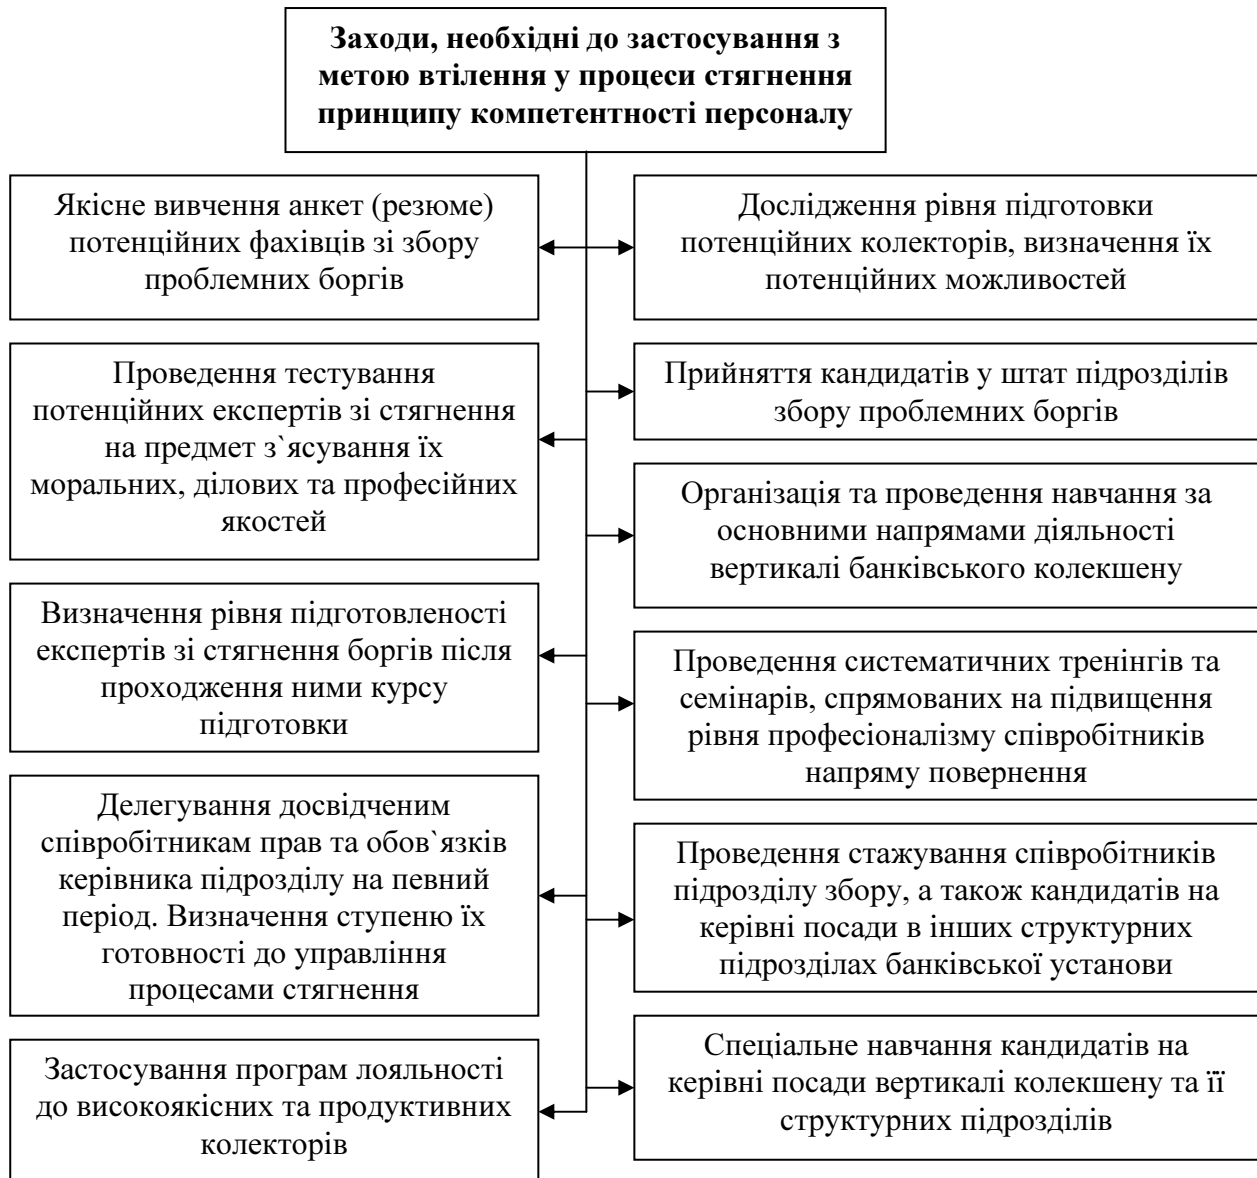 Заходи, необхідні до застосування з
метою втілення у процеси стягнення
принципу компетентності персоналу
Якісне вивчення анкет (резюме)
потенційних фахівців зі збору
проблемних боргів
Дослідження рівня підготовки
потенційних колекторів, визначення їх
потенційних можливостей
Проведення тестування
потенційних експертів зі стягнення
на предмет з`ясування їх
моральних, ділових та професійних
якостей
Прийняття кандидатів у штат підрозділів
збору проблемних боргів
Організація та проведення навчання за
основними напрямами діяльності
вертикалі банківського колекшену
Визначення рівня підготовленості
експертів зі стягнення боргів після
проходження ними курсу
підготовки
Проведення систематичних тренінгів та
семінарів, спрямованих на підвищення
рівня професіоналізму співробітників
напряму повернення
Делегування досвідченим
співробітникам прав та обов`язків
керівника підрозділу на певний
період. Визначення ступеню їх
готовності до управління
процесами стягнення
Проведення стажування співробітників
підрозділу збору, а також кандидатів на
керівні посади в інших структурних
підрозділах банківської установи
Застосування програм лояльності
до високоякісних та продуктивних
колекторів
Спеціальне навчання кандидатів на
керівні посади вертикалі колекшену та її
структурних підрозділів